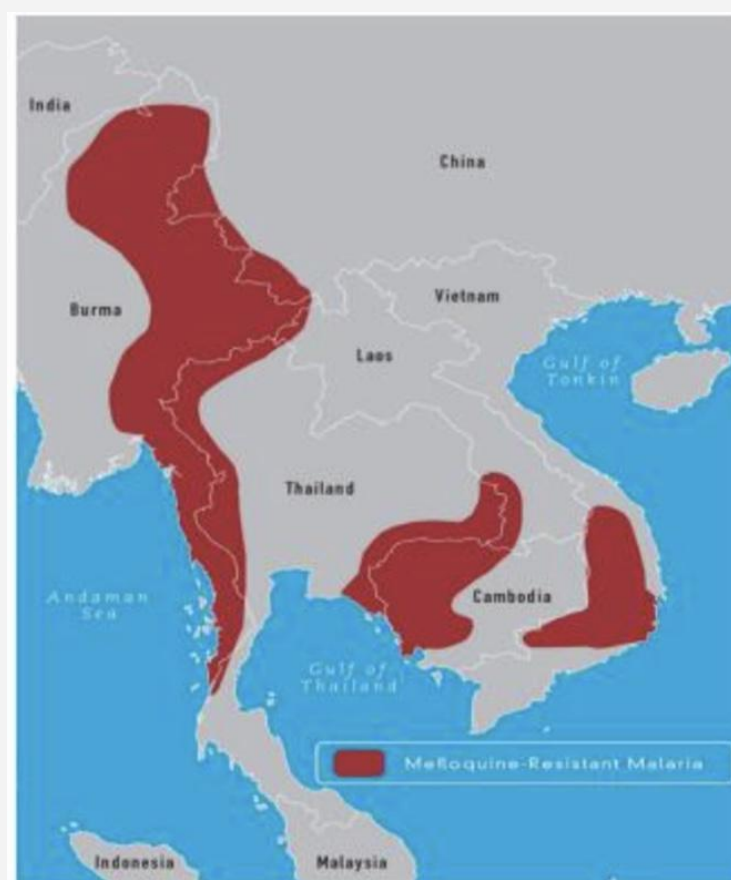 India
China
Burma
Vietnam
Laos
Gulf of
Tonkin
Thailand
Andaman
Sea
Cambodia
Gulf of
Thailand
Mefloquine-Resistant Malaria
Indonesia
Malaysia